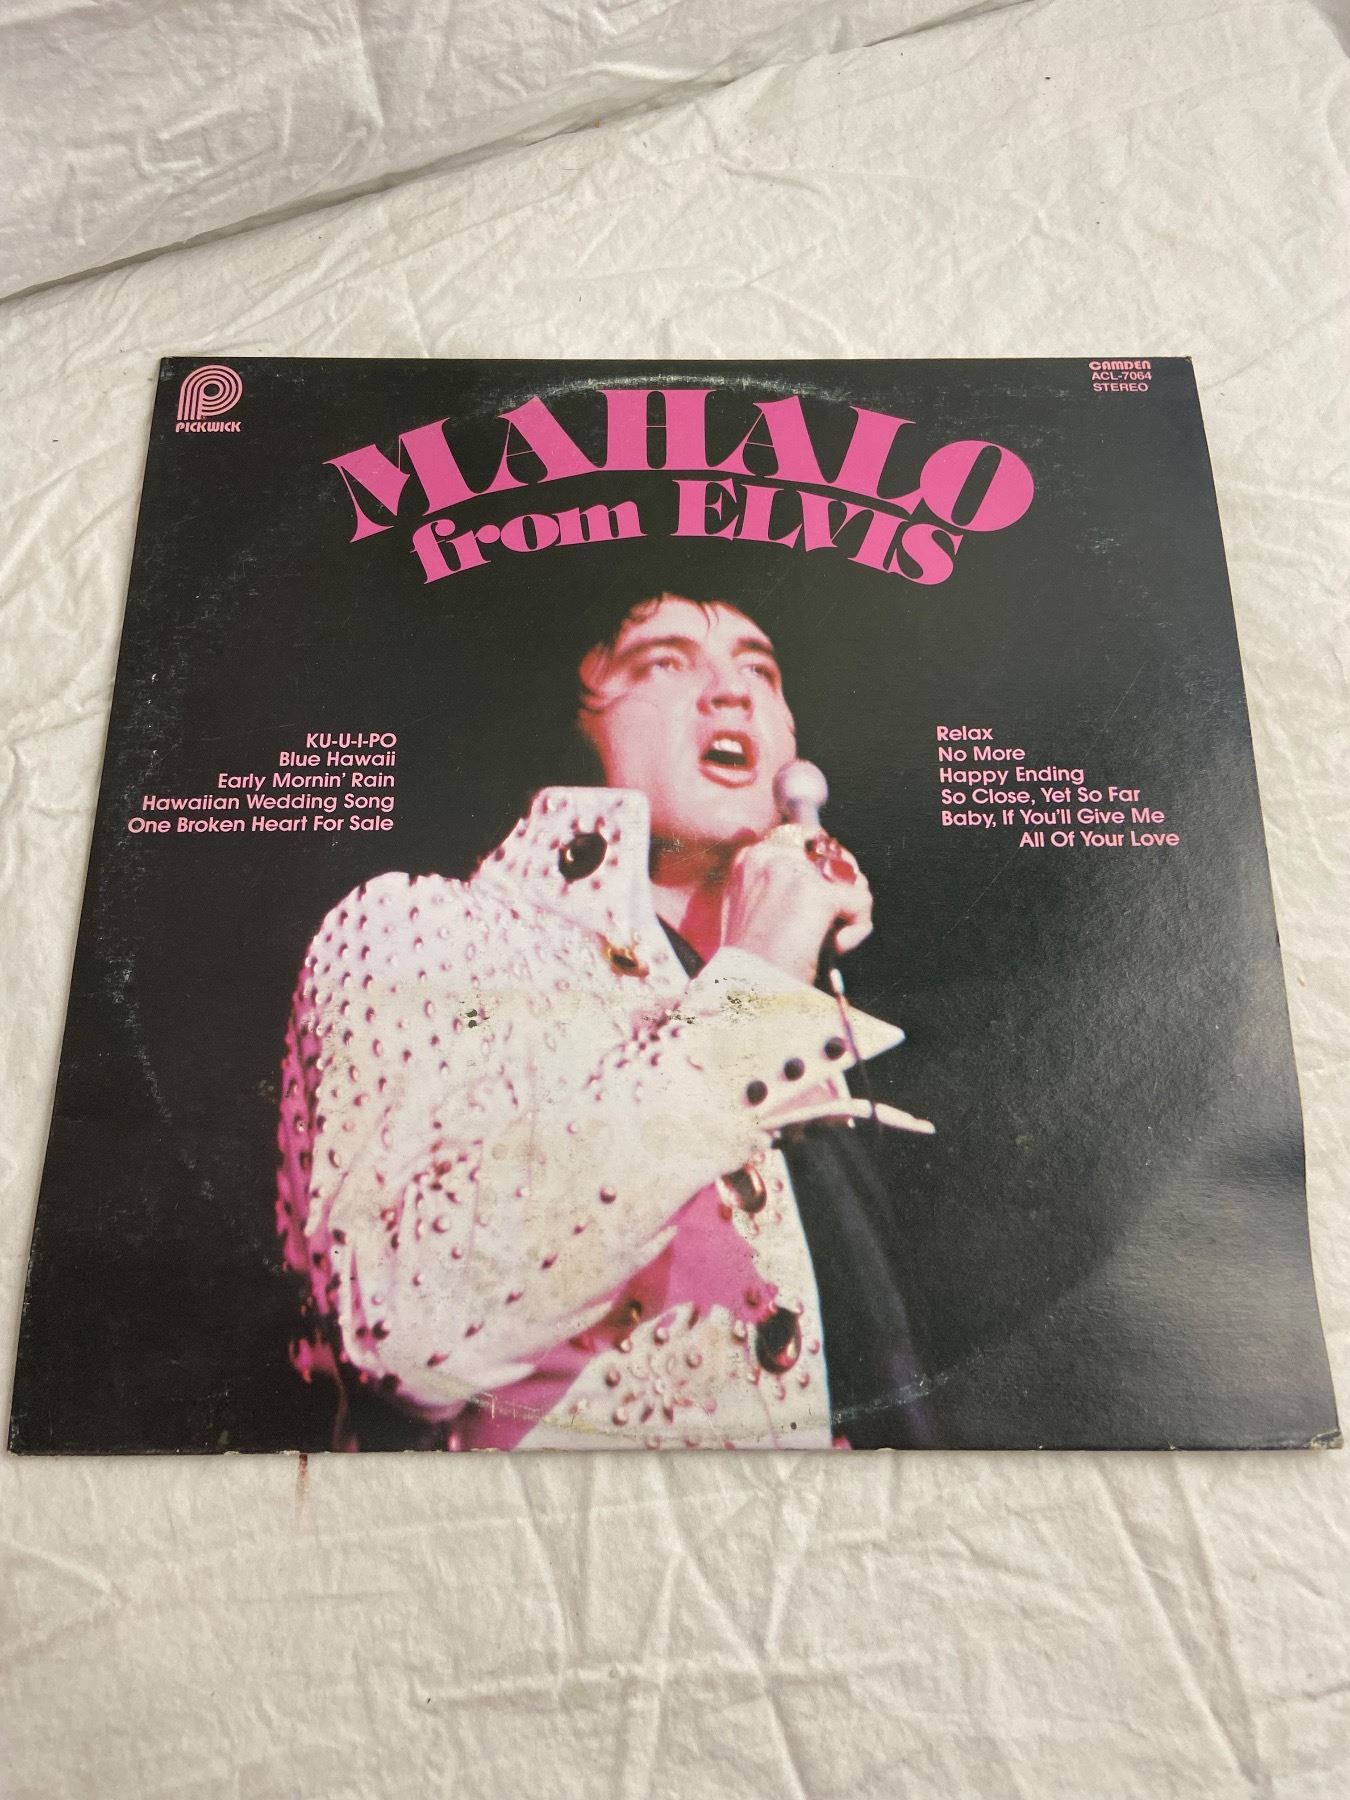 PICKWICK
CAMDEN
ACL-7064
STEREO
MAHALO
from ELVIS
KU-U-I-PO
Blue Hawaii
Early Mornin' Rain
Hawaiian Wedding Song
One Broken Heart For Sale
Relax
No More
Happy Ending
So Close, Yet So Far
Baby, If You'll Give Me
All Of Your Love